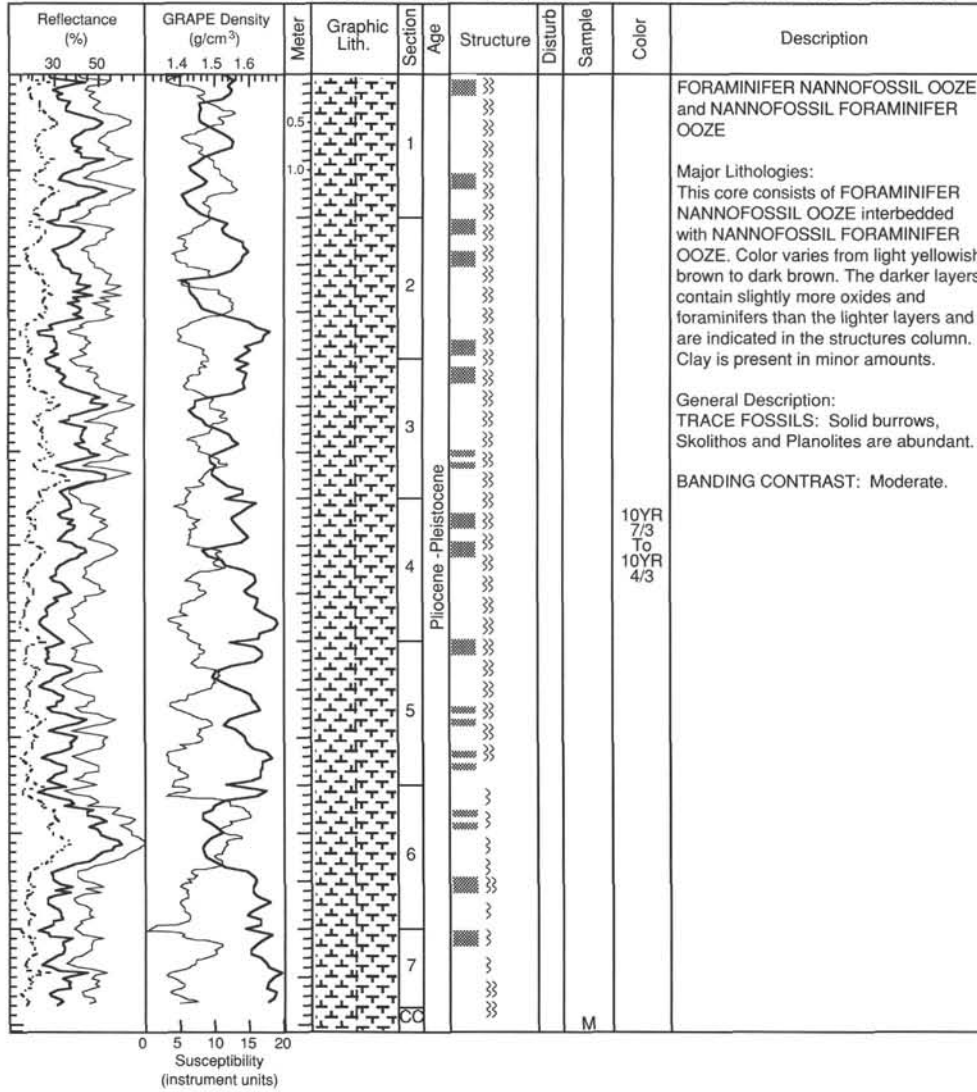 Reflectance
(%)
30 50
GRAPE Density
(g/cm3)
1.4 1.5 1.6
Meter
Graphic
Lith.
Section
Age
Structure
Disturb
Sample
Color
Description
0.5
1.0
1
2
3
4
5
6
7
CC
Pliocene -Pleistocene
M
10YR
7/3
To
10YR
4/3
FORAMINIFER NANNOFOSSIL OOZE
and NANNOFOSSIL FORAMINIFER
OOZE
Major Lithologies:
This core consists of FORAMINIFER
NANNOFOSSIL OOZE interbedded
with NANNOFOSSIL FORAMINIFER
OOZE. Color varies from light yellowish
brown to dark brown. The darker layers
contain slightly more oxides and
foraminifers than the lighter layers and
are indicated in the structures column.
Clay is present in minor amounts.
General Description:
TRACE FOSSILS: Solid burrows,
Skolithos and Planolites are abundant.
BANDING CONTRAST: Moderate.
0 5 10 15 20
Susceptibility
(instrument units)